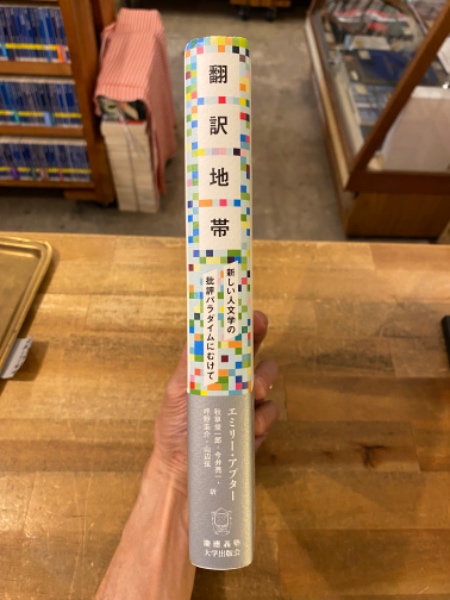 翻訳地帯
新しい人文学の
批評パラダイムにむけて
エミリー・アプター
秋草俊一郎・今井亮一・
坪野圭介・山辺弦
訳
慶應義塾
大学出版会